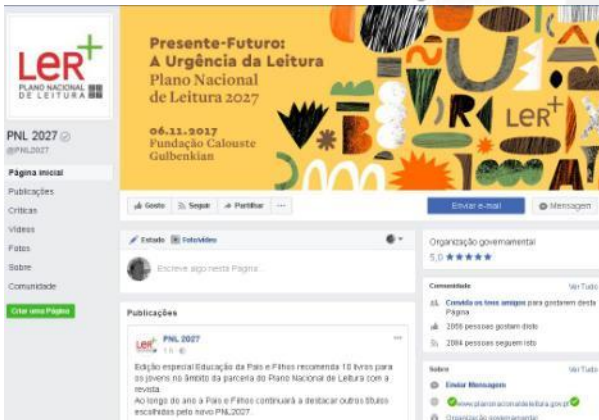 LeR+
PLANO NACIONAL
DE LEITURA
PNL 2027
@PNL2027
Página inicial
Publicações
Críticas
Vídeos
Fotos
Sobre
Comunidade
Criar uma Página
Presente-Futuro:
A Urgência da Leitura
Plano Nacional
de Leitura 2027
06.11.2017
Fundação Calouste
Gulbenkian
LeR+
Gosto
Seguir
Partilhar
Enviar e-mail
Mensagem
Estado
Foto/vídeo
Escreve algo nesta Página...
Publicações
LeR+
PNL 2027
1 h
Edição especial Educação da Pais e Filhos recomenda 10 livros para
os jovens no âmbito da parceria do Plano Nacional de Leitura com a
revista.
Ao longo do ano a Pais e Filhos continuará a destacar outros títulos
escolhidos pelo novo PNL2027.
Organização governamental
5,0 ★★★★★
Comunidade Ver Tudo
Convida os teus amigos para gostarem desta
Página
pessoas gostam disto
2084 pessoas seguem isto
Sobre Ver Tudo
Enviar Mensagem
www.planonacionaldeleitura.gov.pt
Organização governamental